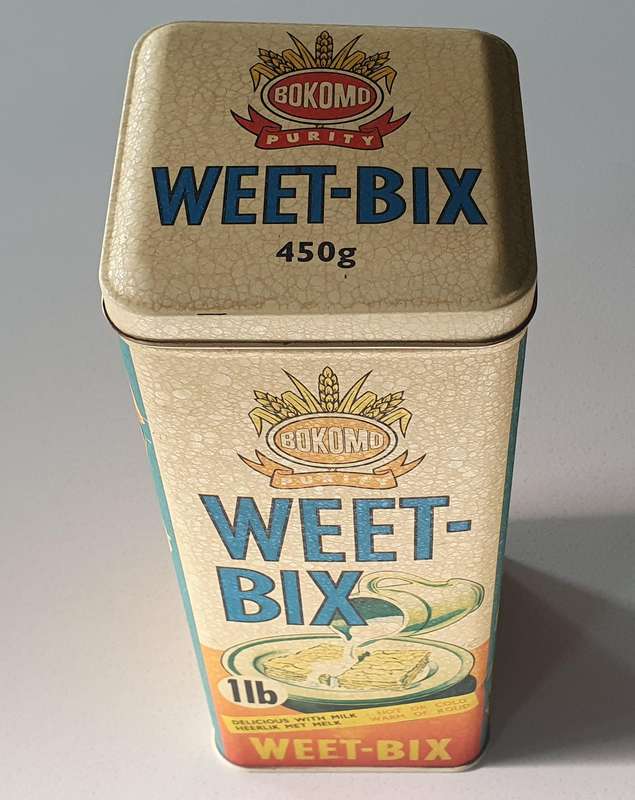 BOKOMO
PURITY
WEET-BIX
450g
BOKOMO
PURITY
WEET-
BIX
1lb
DELICIOUS WITH MILK
HEERLIK MET MELK
HOT OR COLD
WARM OF KOUD
WEET-BIX